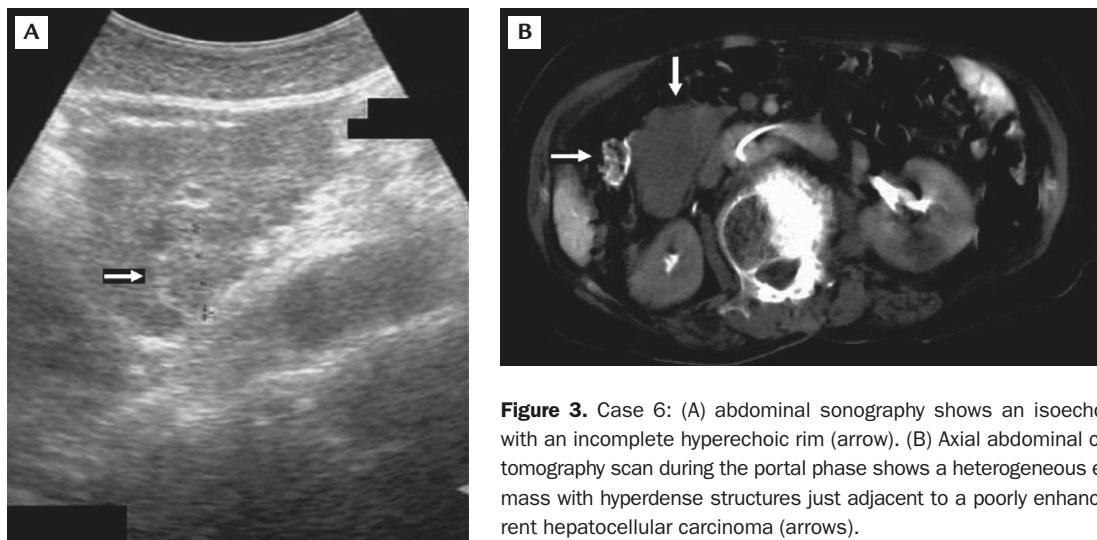 A
B
Figure 3. Case 6: (A) abdominal sonography shows an isoecho
with an incomplete hyperechoic rim (arrow). (B) Axial abdominal c
tomography scan during the portal phase shows a heterogeneous e
mass with hyperdense structures just adjacent to a poorly enhanc
rent hepatocellular carcinoma (arrows).